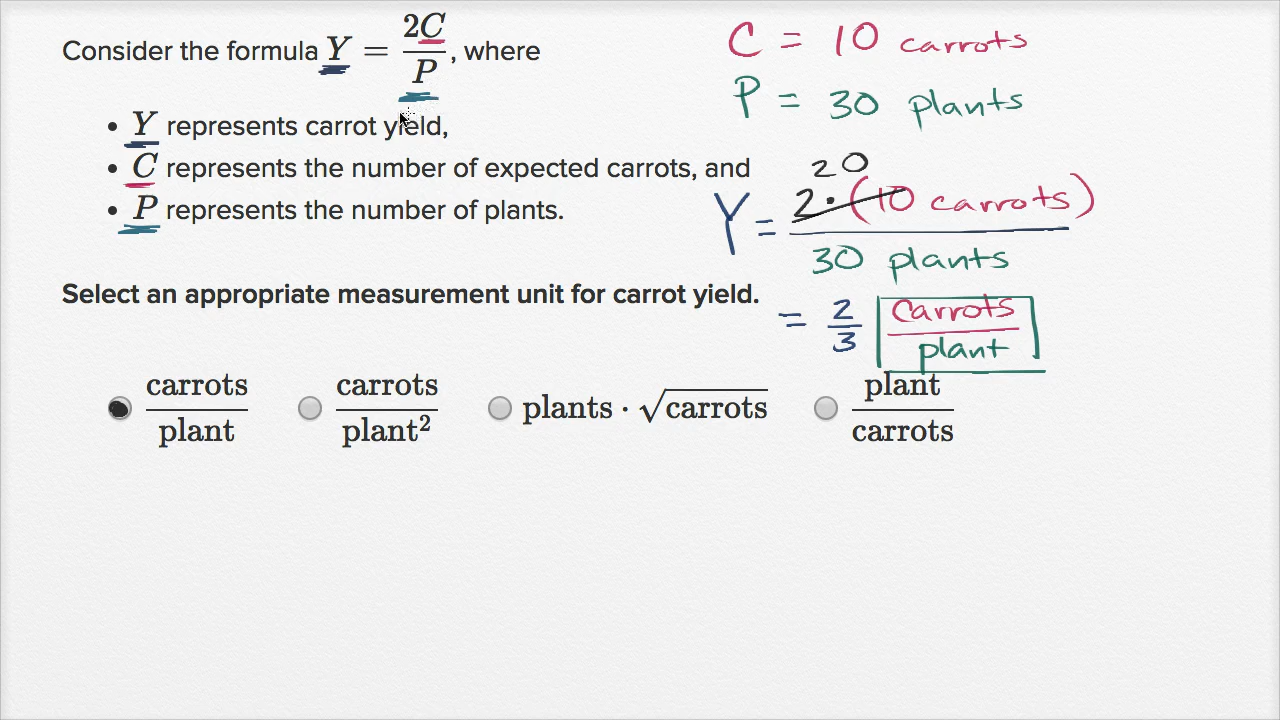 Consider the formula Y = 2C/P, where
• Y represents carrot yield,
• C represents the number of expected carrots, and
• P represents the number of plants.
Select an appropriate measurement unit for carrot yield.
carrots/plant
carrots/plant²
plants · √carrots
plant/carrots
C = 10 carrots
P = 30 plants
20
Y = 2·(10 carrots)/30 plants
= 2/3 carrots/plant